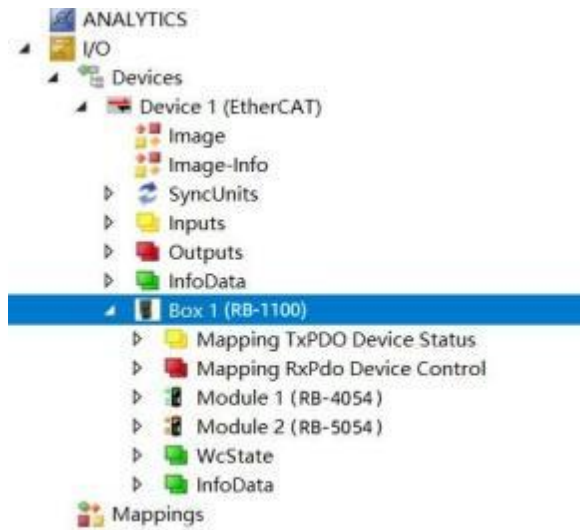 ANALYTICS
I/O
Devices
Device 1 (EtherCAT)
Image
Image-Info
SyncUnits
Inputs
Outputs
InfoData
Box 1 (RB-1100)
Mapping TxPDO Device Status
Mapping RxPdo Device Control
Module 1 (RB-4054)
Module 2 (RB-5054)
WcState
InfoData
Mappings